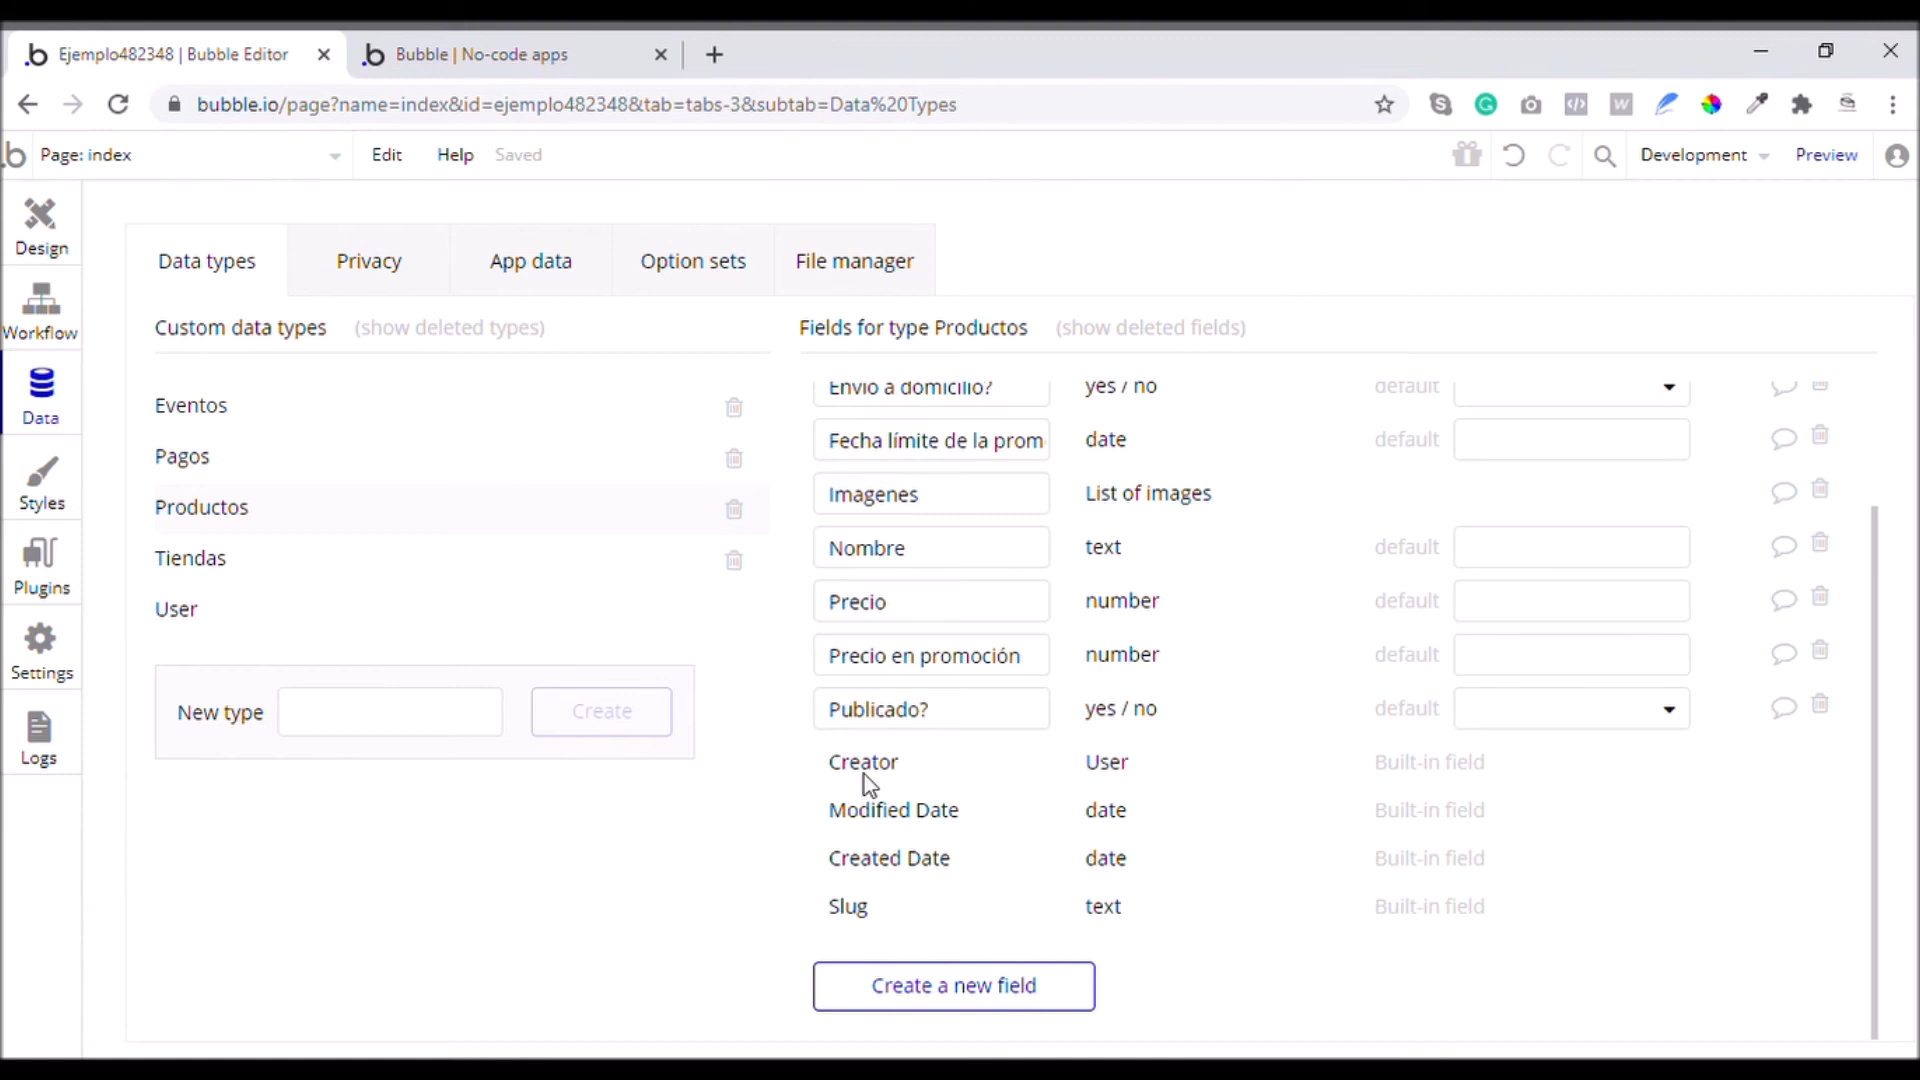 Ejemplo482348 | Bubble Editor
Bubble | No-code apps
bubble.io/page?name=index&id=ejemplo482348&tab=tabs-3&subtab=Data%20Types
Page: index
Edit
Help
Saved
Development
Preview
Design
Workflow
Data
Styles
Plugins
Settings
Logs
Data types
Privacy
App data
Option sets
File manager
Custom data types (show deleted types)
Eventos
Pagos
Productos
Tiendas
User
New type
Create
Fields for type Productos (show deleted fields)
Envío a domicilio? yes / no default
Fecha límite de la prom date default
Imagenes List of images
Nombre text default
Precio number default
Precio en promoción number default
Publicado? yes / no default
Creator User Built-in field
Modified Date date Built-in field
Created Date date Built-in field
Slug text Built-in field
Create a new field